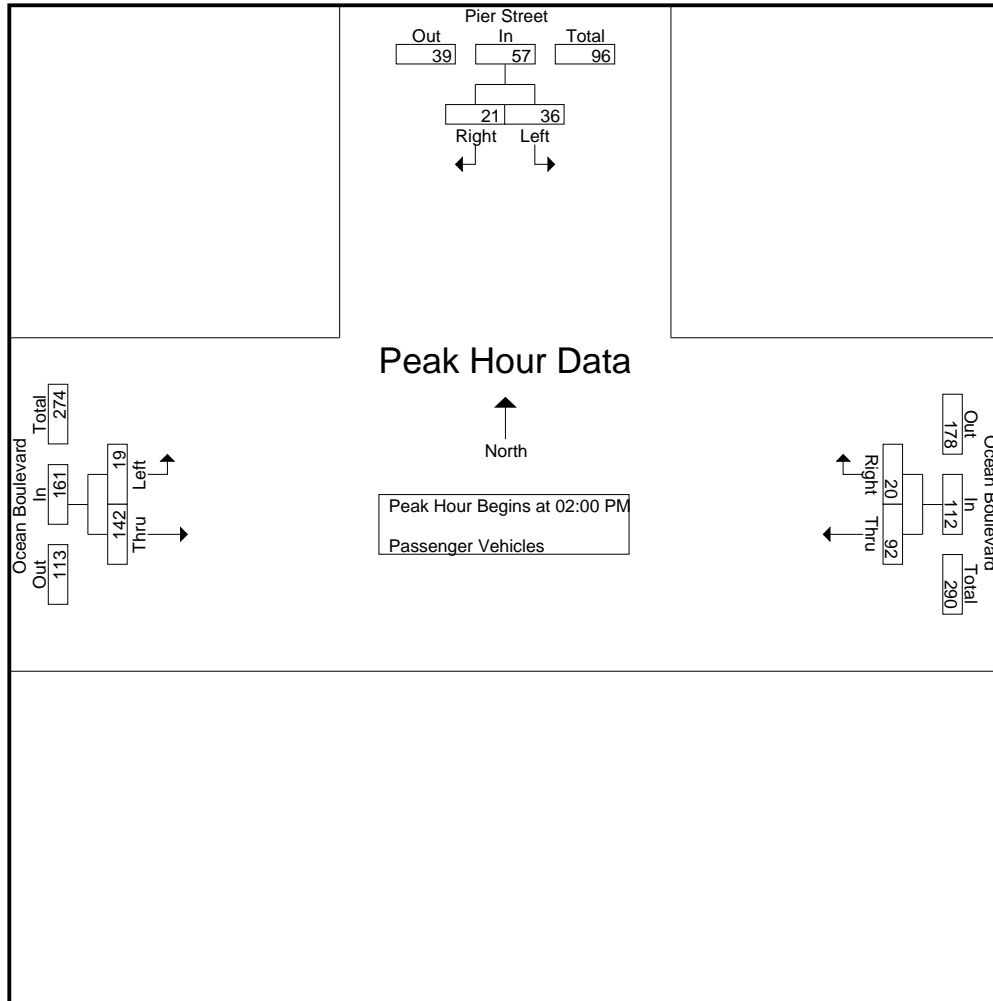 Pier Street
Out In Total
39 57 96
21 36
Right Left
Peak Hour Data
North
Peak Hour Begins at 02:00 PM
Passenger Vehicles
Ocean Boulevard
Out In Total
113 161 274
142 19
Thru Left
Ocean Boulevard
Out In Total
178 112 290
20 92
Right Thru